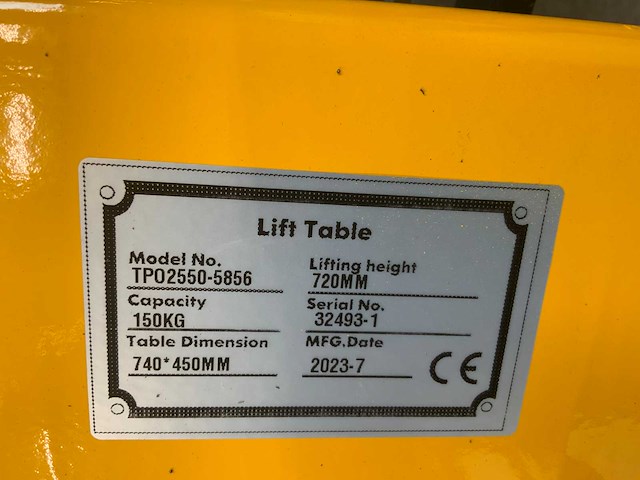 Lift Table
Model No. Lifting height
TPO2550-5856 720MM
Capacity Serial No.
150KG 32493-1
Table Dimension MFG.Date
740*450MM 2023-7
CE